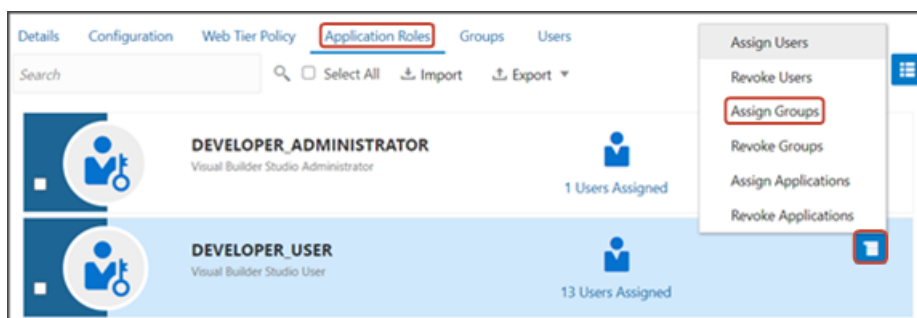 Details Configuration Web Tier Policy Application Roles Groups Users
Search Select All Import Export
Assign Users
Revoke Users
Assign Groups
Revoke Groups
Assign Applications
Revoke Applications
DEVELOPER_ADMINISTRATOR
Visual Builder Studio Administrator
1 Users Assigned
DEVELOPER_USER
Visual Builder Studio User
13 Users Assigned